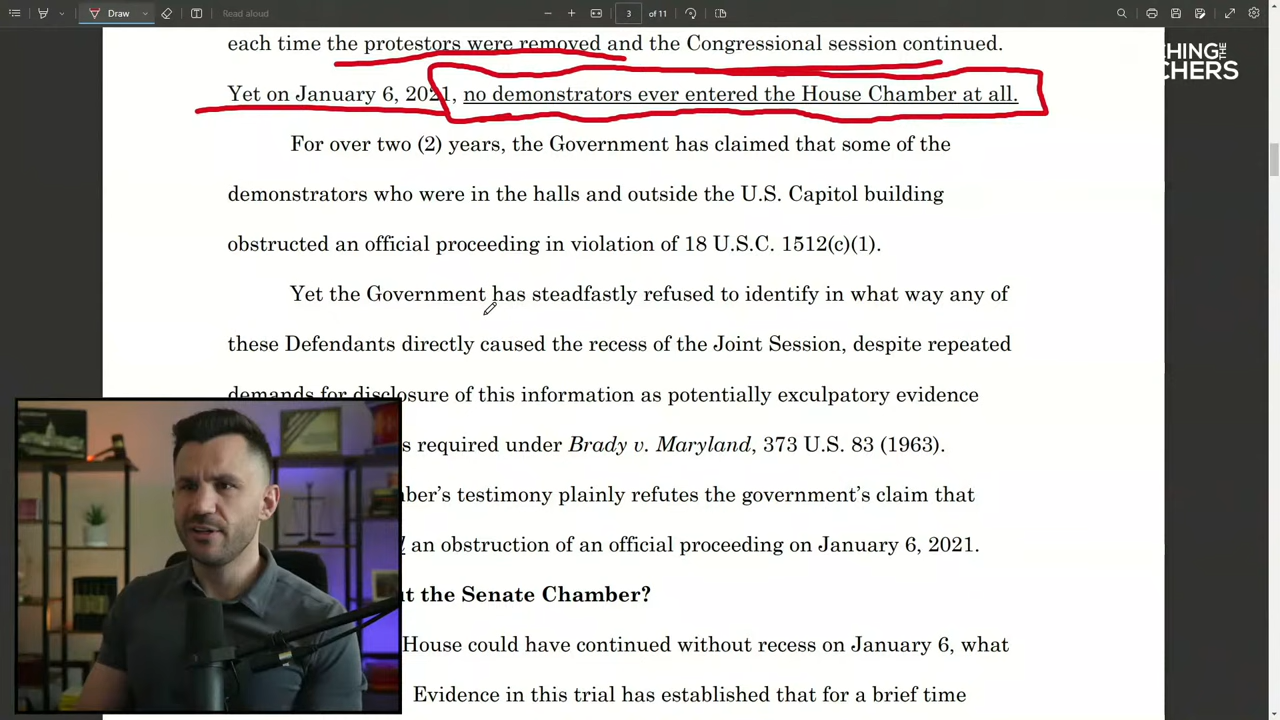 Draw
Read aloud
3 of 11
each time the protestors were removed and the Congressional session continued.
Yet on January 6, 2021, no demonstrators ever entered the House Chamber at all.
For over two (2) years, the Government has claimed that some of the
demonstrators who were in the halls and outside the U.S. Capitol building
obstructed an official proceeding in violation of 18 U.S.C. 1512(c)(1).
Yet the Government has steadfastly refused to identify in what way any of
these Defendants directly caused the recess of the Joint Session, despite repeated
demands for disclosure of this information as potentially exculpatory evidence
required under Brady v. Maryland, 373 U.S. 83 (1963).
testimony plainly refutes the government's claim that
an obstruction of an official proceeding on January 6, 2021.
the Senate Chamber?
House could have continued without recess on January 6, what
Evidence in this trial has established that for a brief time
THE